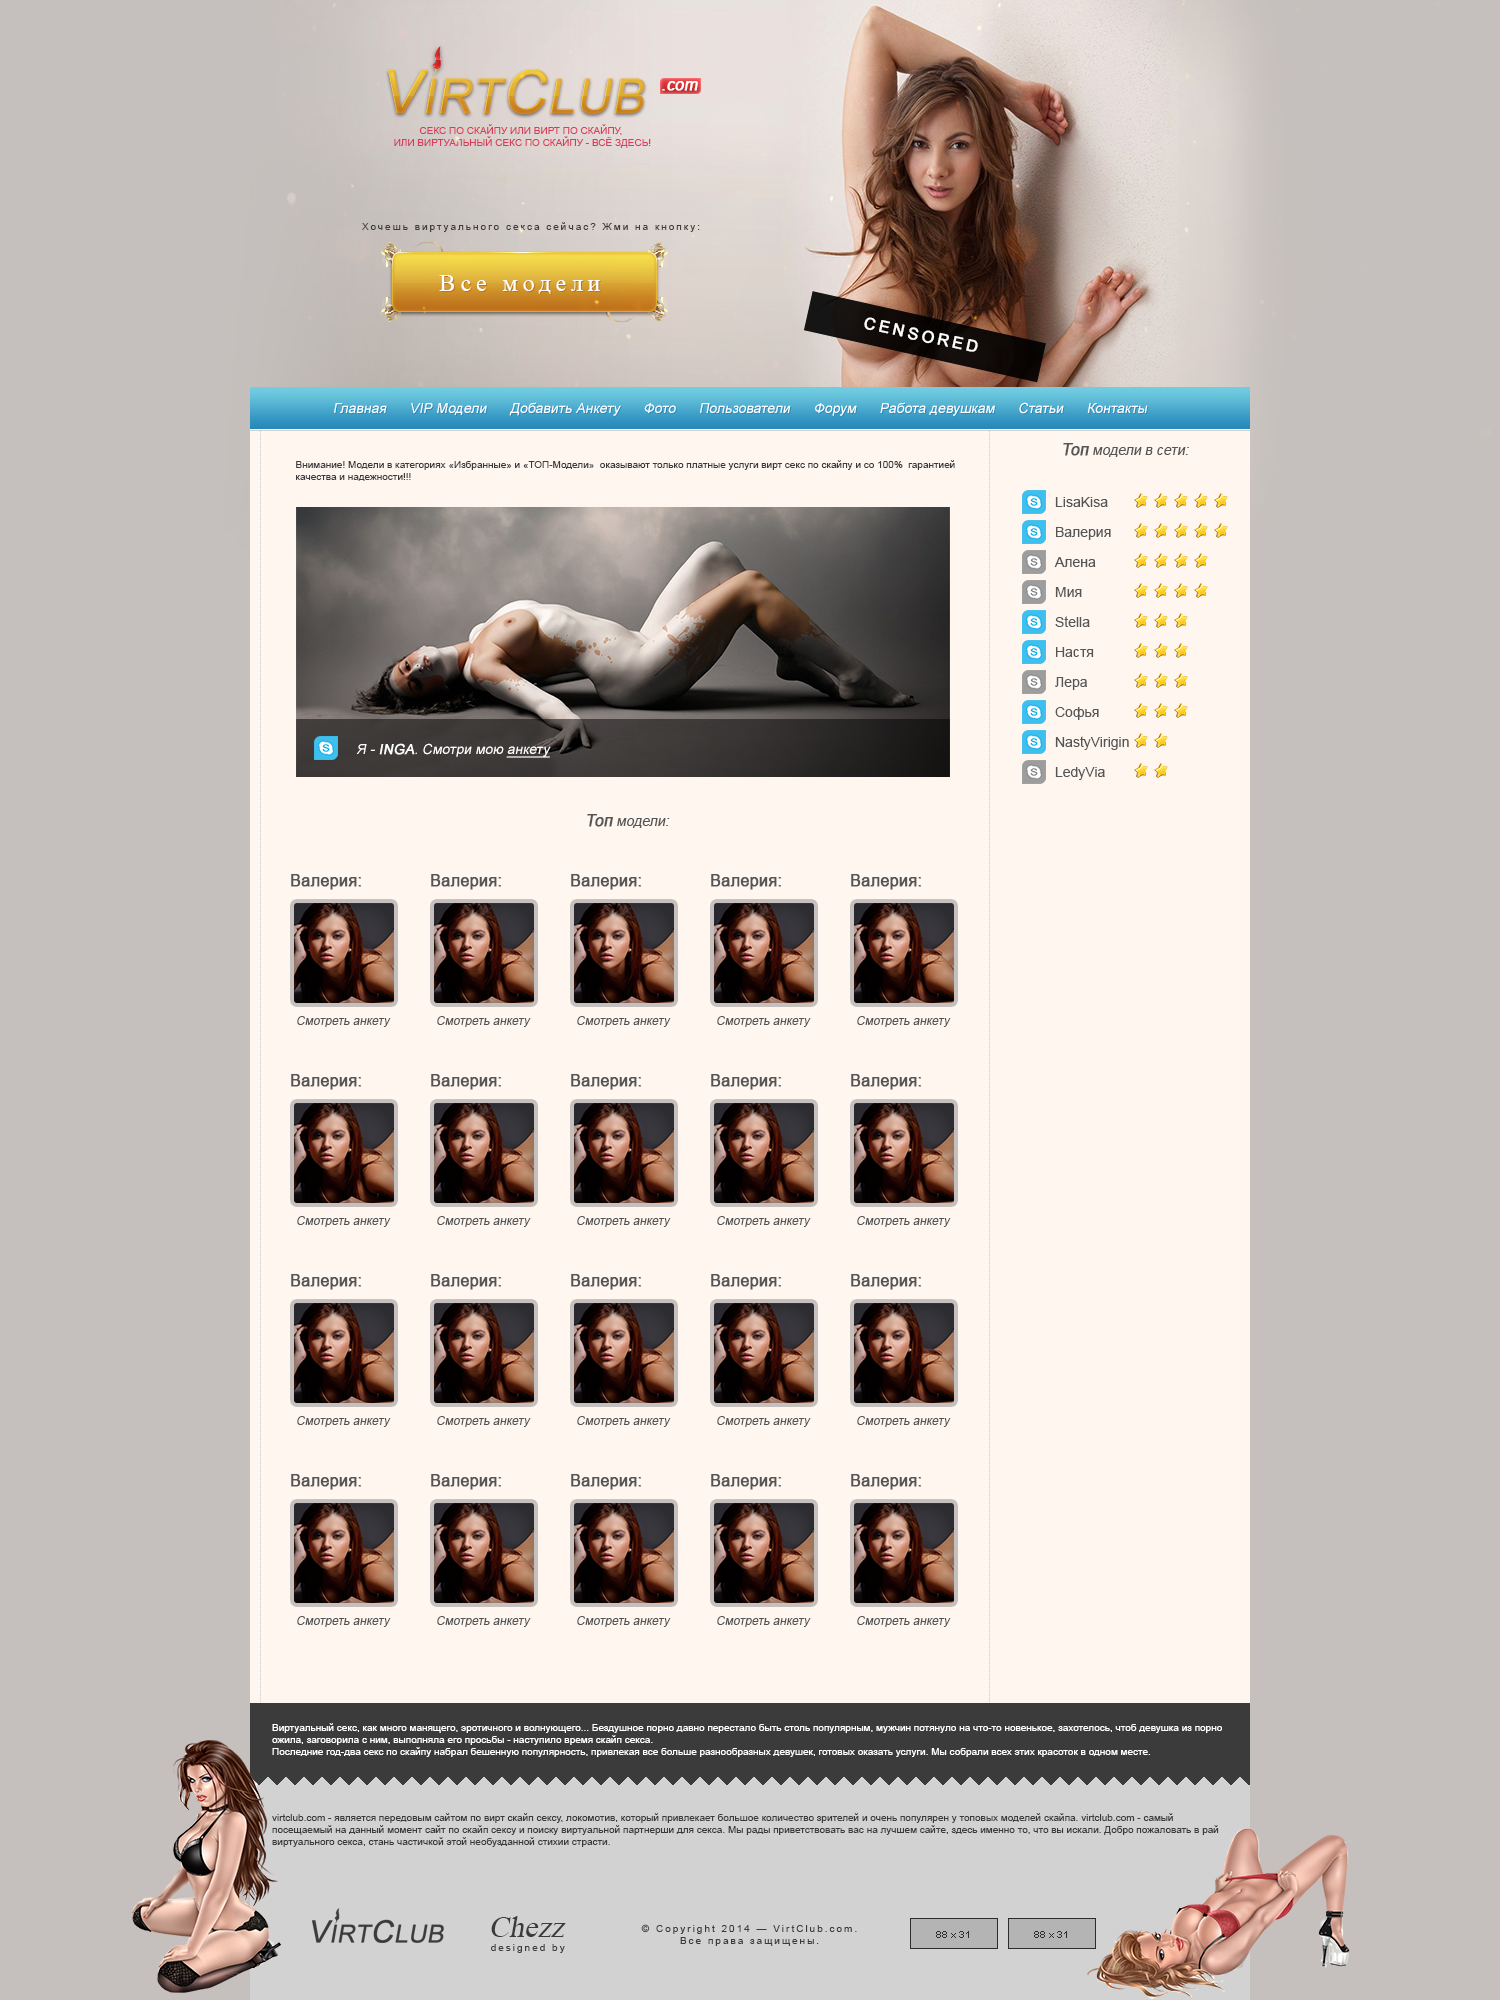 VIRTCLUB .com
СЕКС ПО СКАЙПУ ИЛИ ВИРТ ПО СКАЙПУ,
ИЛИ ВИРТУАЛЬНЫЙ СЕКС ПО СКАЙПУ - ВСЁ ЗДЕСЬ!
Хочешь виртуального секса сейчас? Жми на кнопку:
Все модели
CENSORED
Главная VIP Модели Добавить Анкету Фото Пользователи Форум Работа девушкам Статьи Контакты
Внимание! Модели в категориях «Избранные» и «ТОП-Модели» оказывают только платные услуги вирт секс по скайпу и со 100% гарантией
качества и надежности!!!
Я - INGA. Смотри мою анкету
Топ модели в сети:
LisaKisa
Валерия
Алена
Мия
Stella
Настя
Лера
Софья
NastyVirigin
LedyVia
Топ модели:
Валерия: Валерия: Валерия: Валерия: Валерия:
Смотреть анкету Смотреть анкету Смотреть анкету Смотреть анкету Смотреть анкету
Валерия: Валерия: Валерия: Валерия: Валерия:
Смотреть анкету Смотреть анкету Смотреть анкету Смотреть анкету Смотреть анкету
Валерия: Валерия: Валерия: Валерия: Валерия:
Смотреть анкету Смотреть анкету Смотреть анкету Смотреть анкету Смотреть анкету
Валерия: Валерия: Валерия: Валерия: Валерия:
Смотреть анкету Смотреть анкету Смотреть анкету Смотреть анкету Смотреть анкету
Виртуальный секс, как много манящего, эротичного и волнующего... Бездушное порно давно перестало быть столь популярным, мужчин потянуло на что-то новенькое, захотелось, чтоб девушка из порно
ожила, заговорила с ним, выполняла его просьбы - наступило время скайп секса.
Последние год-два секс по скайпу набрал бешенную популярность, привлекая все больше разнообразных девушек, готовых оказать услуги. Мы собрали всех этих красоток в одном месте.
virtclub.com - является передовым сайтом по вирт скайп сексу, локомотив, который привлекает большое количество зрителей и очень популярен у топовых моделей скайпа. virtclub.com - самый
посещаемый на данный момент сайт по скайп сексу и поиску виртуальной партнерши для секса. Мы рады приветствовать вас на лучшем сайте, здесь именно то, что вы искали. Добро пожаловать в рай
виртуального секса, стань частичкой этой необузданной стихии страсти.
VIRTCLUB
Chezz
designed by
© Copyright 2014 — VirtClub.com.
Все права защищены.
88 x 31 88 x 31